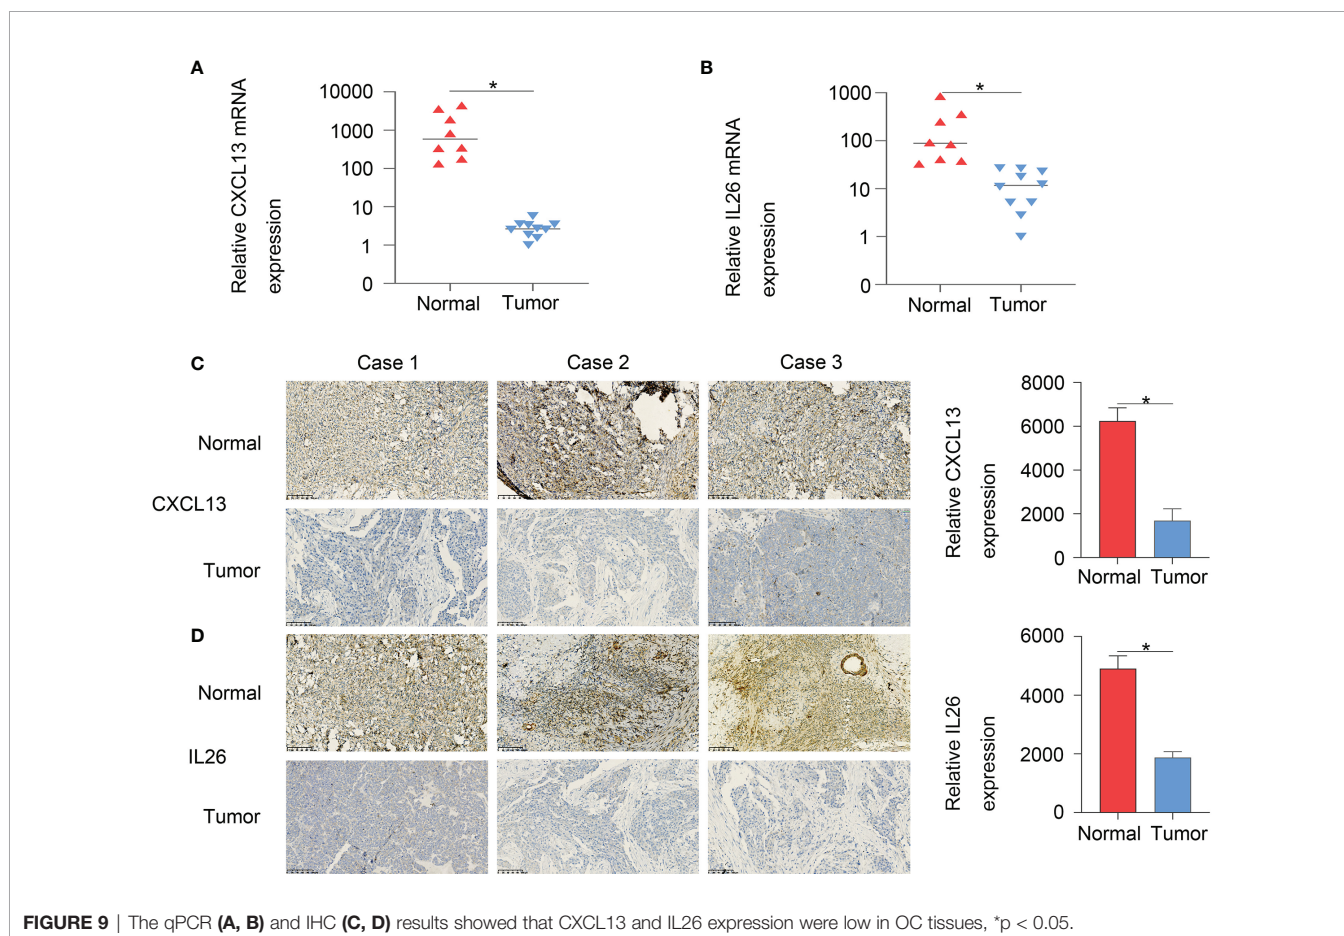 A
Relative CXCL13 mRNA
expression
10000
1000
100
10
1
0
*
Normal Tumor
B
Relative IL26 mRNA
expression
1000
100
10
1
0
*
Normal Tumor
C
Case 1 Case 2 Case 3
CXCL13
Normal
Tumor
Relative CXCL13
expression
8000
6000
4000
2000
0
*
Normal Tumor
D
IL26
Normal
Tumor
Relative IL26
expression
6000
4000
2000
0
*
Normal Tumor
FIGURE 9 | The qPCR (A, B) and IHC (C, D) results showed that CXCL13 and IL26 expression were low in OC tissues, *p < 0.05.